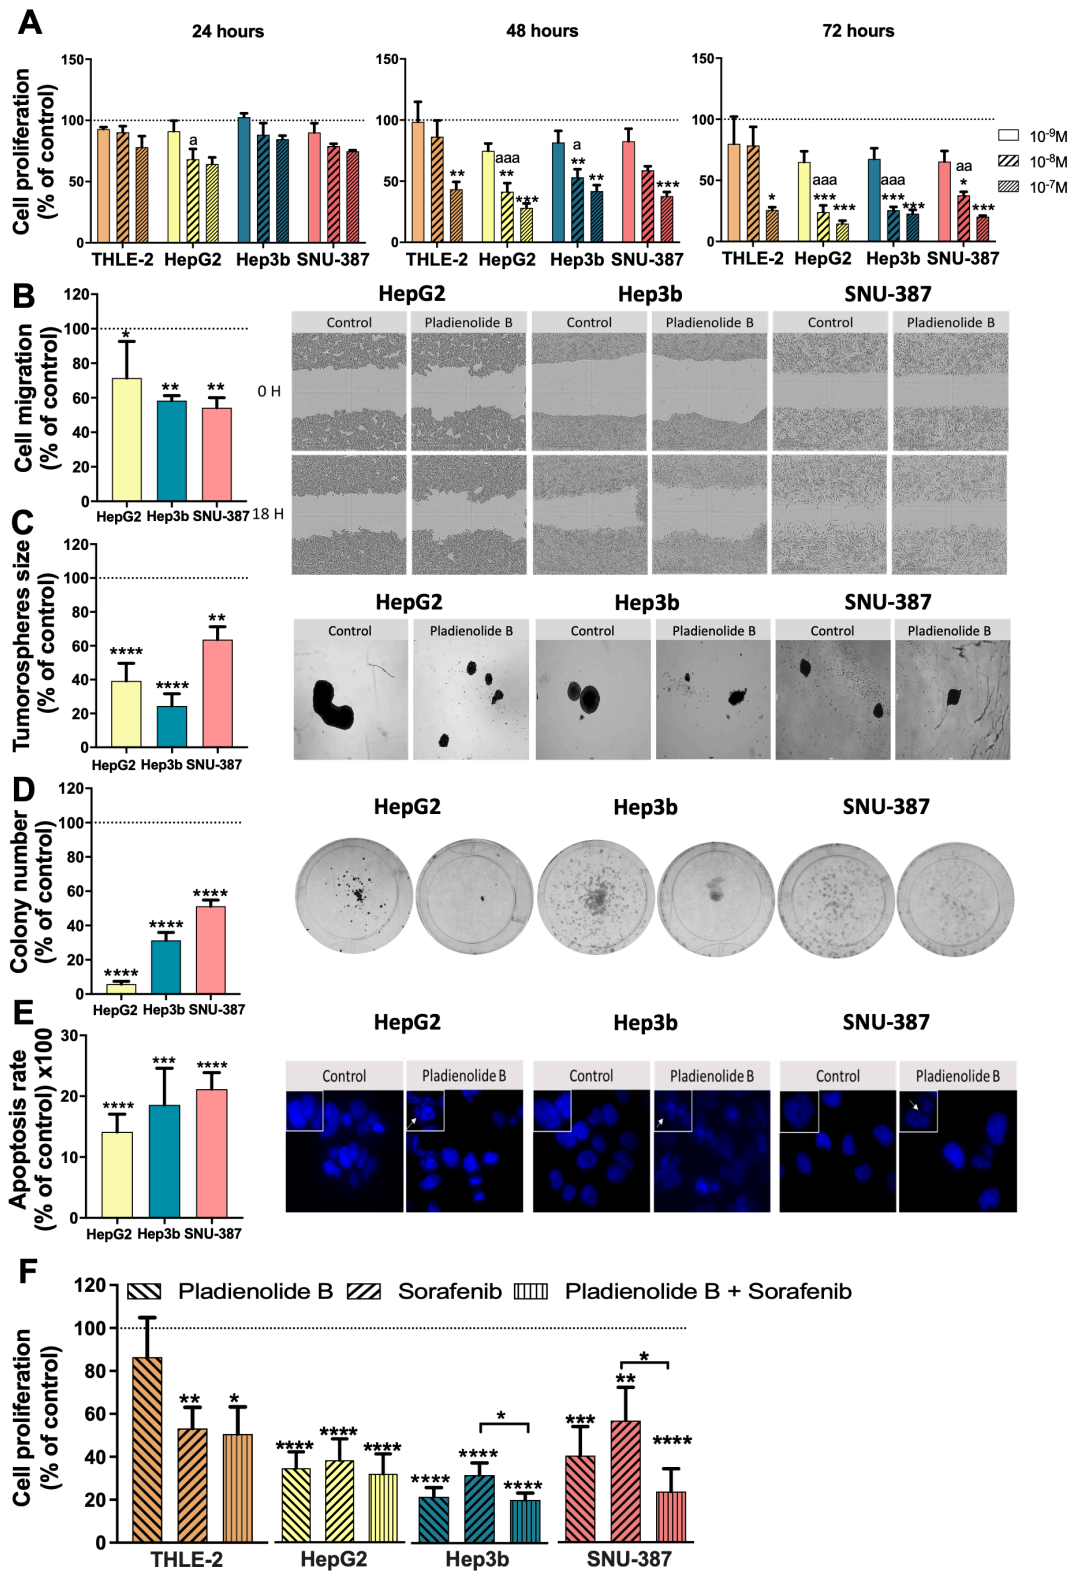 A
24 hours
48 hours
72 hours
Cell proliferation
(% of control)
150
100
50
0
a
THLE-2 HepG2 Hep3b SNU-387
150
100
50
0
**
aaa
**
***
a
**
**
***
THLE-2 HepG2 Hep3b SNU-387
150
100
50
0
*
aaa
***
***
aaa
***
***
aa
*
***
THLE-2 HepG2 Hep3b SNU-387
10-9M
10-8M
10-7M
B
Cell migration
(% of control)
120
100
80
60
40
20
0
*
**
**
HepG2 Hep3b SNU-387
HepG2 Hep3b SNU-387
Control Pladienolide B Control Pladienolide B Control Pladienolide B
0 H
18 H
C
Tumorospheres size
(% of control)
120
100
80
60
40
20
0
****
****
**
HepG2 Hep3b SNU-387
HepG2 Hep3b SNU-387
Control Pladienolide B Control Pladienolide B Control Pladienolide B
D
Colony number
(% of control)
120
100
80
60
40
20
0
****
****
****
HepG2 Hep3b SNU-387
HepG2 Hep3b SNU-387
E
Apoptosis rate
(% of control) x100
30
20
10
0
****
***
****
HepG2 Hep3b SNU-387
HepG2 Hep3b SNU-387
Control Pladienolide B Control Pladienolide B Control Pladienolide B
F
Cell proliferation
(% of control)
120
100
80
60
40
20
0
Pladienolide B Sorafenib Pladienolide B + Sorafenib
**
*
****
****
****
****
****
****
*
***
**
****
*
THLE-2 HepG2 Hep3b SNU-387